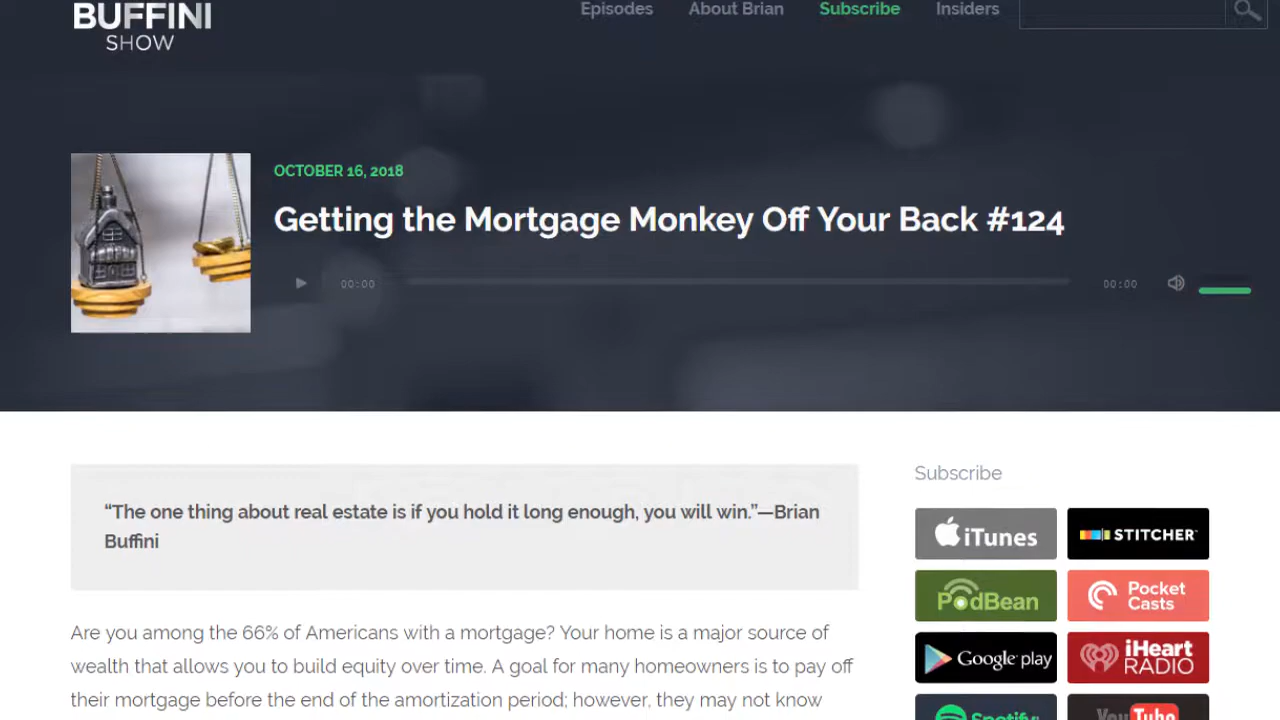 BUFFINI
SHOW
Episodes About Brian Subscribe Insiders
OCTOBER 16, 2018
Getting the Mortgage Monkey Off Your Back #124
00:00 00:00
“The one thing about real estate is if you hold it long enough, you will win.”—Brian
Buffini
Are you among the 66% of Americans with a mortgage? Your home is a major source of
wealth that allows you to build equity over time. A goal for many homeowners is to pay off
their mortgage before the end of the amortization period; however, they may not know
Subscribe
iTunes
STITCHER
PodBean
Pocket
Casts
Google play
iHeart
RADIO
Spotify
YouTube